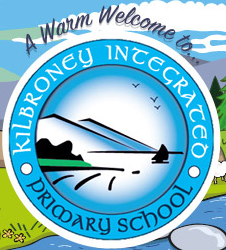 A Warm Welcome to...
KILBRONEY INTEGRATED
PRIMARY SCHOOL